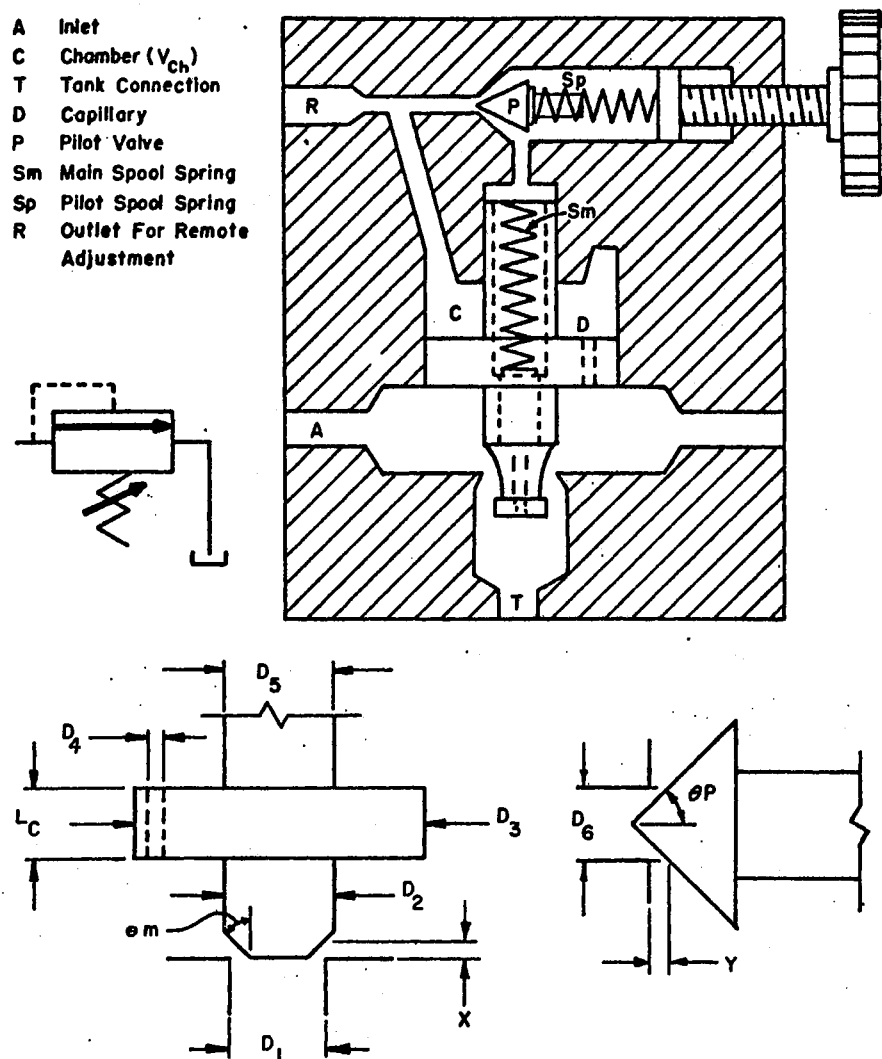 A Inlet
C Chamber (V_Ch)
T Tank Connection
D Capillary
P Pilot Valve
Sm Main Spool Spring
Sp Pilot Spool Spring
R Outlet For Remote
Adjustment
Sp
R
P
Sm
C
D
A
T
D5
D4
LC
D3
D2
θm
X
D1
D6
θP
Y